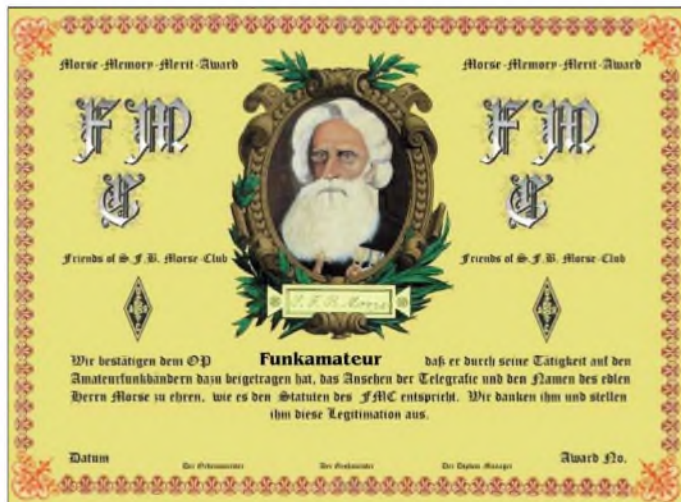 Morse-Memory-Merit-Award
Morse-Memory-Merit-Award
F M
C
F M
C
Friends of S.F.B. Morse-Club
Friends of S.F.B. Morse-Club
S. F. B. Morse
Wir bestätigen dem OP Funkamateur daß er durch seine Tätigkeit auf den
Amateurfunkbändern dazu beigetragen hat, das Ansehen der Telegrafie und den Namen des edlen
Herrn Morse zu ehren, wie es den Statuten des FMC entspricht. Wir danken ihm und stellen
ihm diese Legitimation aus.
Datum Award No.
Der Diplom-Manager